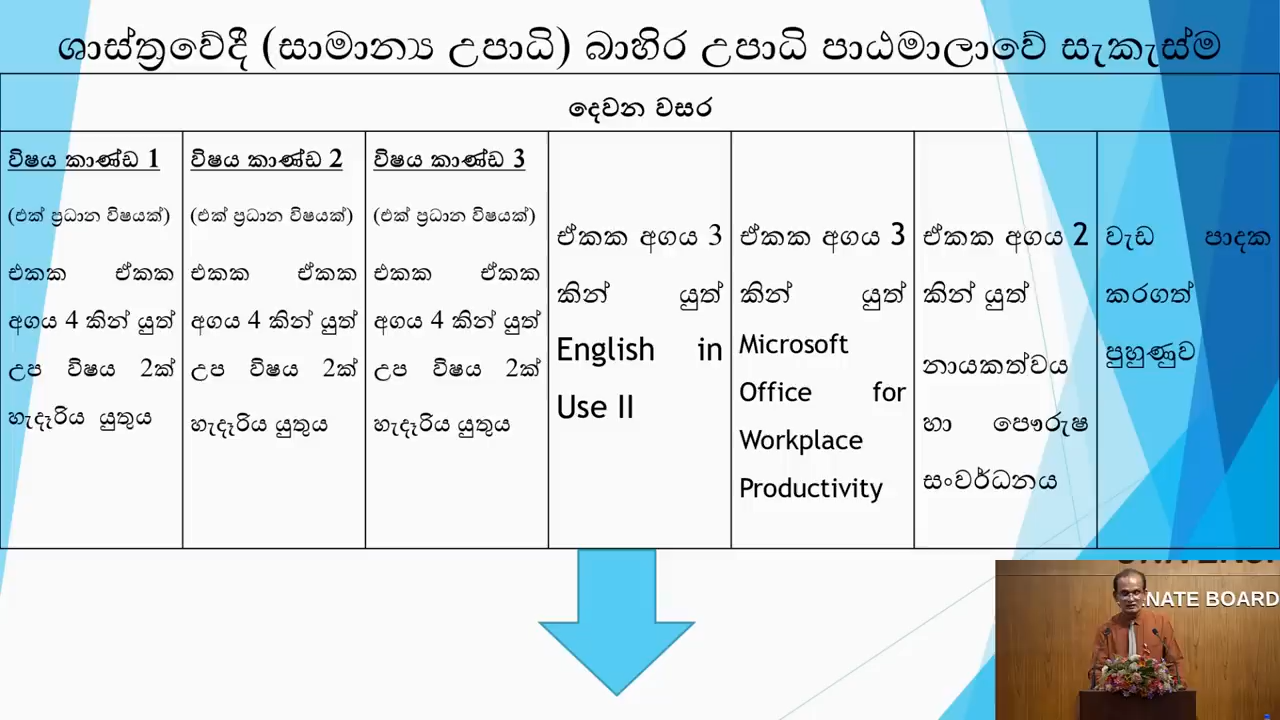 ශාස්ත්‍රවේදී (සාමාන්‍ය උපාධි) බාහිර උපාධි පාඨමාලාවේ සැකැස්ම
දෙවන වසර
විෂය කාණ්ඩ 1
(එක් ප්‍රධාන විෂයක්)
එකක ඒකක
අගය 4 කින් යුත්
උප විෂය 2ක්
හැදෑරිය යුතුය
විෂය කාණ්ඩ 2
(එක් ප්‍රධාන විෂයක්)
එකක ඒකක
අගය 4 කින් යුත්
උප විෂය 2ක්
හැදෑරිය යුතුය
විෂය කාණ්ඩ 3
(එක් ප්‍රධාන විෂයක්)
එකක ඒකක
අගය 4 කින් යුත්
උප විෂය 2ක්
හැදෑරිය යුතුය
ඒකක අගය 3
කින් යුත්
English in
Use II
ඒකක අගය 3
කින් යුත්
Microsoft
Office for
Workplace
Productivity
ඒකක අගය 2
කින් යුත්
නායකත්වය
හා පෞරුෂ
සංවර්ධනය
වැඩ පාදක
කරගත්
පුහුණුව
NATE BOARD